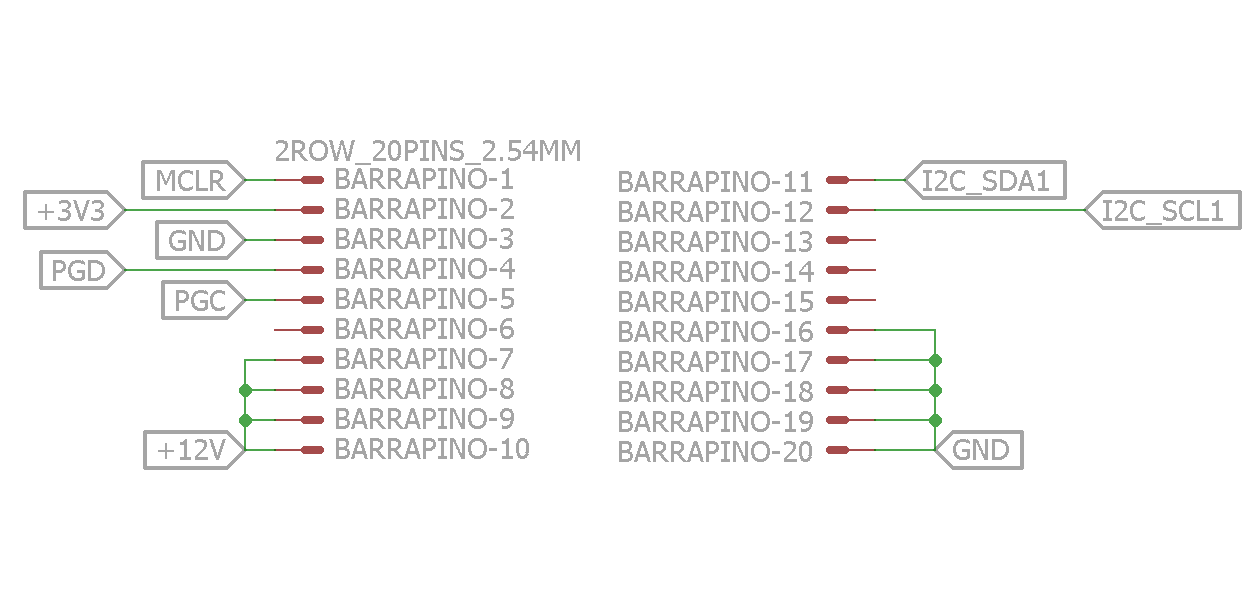 2ROW_20PINS_2.54MM
MCLR BARRAPINO-1
+3V3 BARRAPINO-2
GND BARRAPINO-3
PGD BARRAPINO-4
PGC BARRAPINO-5
BARRAPINO-6
BARRAPINO-7
BARRAPINO-8
BARRAPINO-9
+12V BARRAPINO-10
BARRAPINO-11 I2C_SDA1
BARRAPINO-12 I2C_SCL1
BARRAPINO-13
BARRAPINO-14
BARRAPINO-15
BARRAPINO-16
BARRAPINO-17
BARRAPINO-18
BARRAPINO-19
BARRAPINO-20 GND